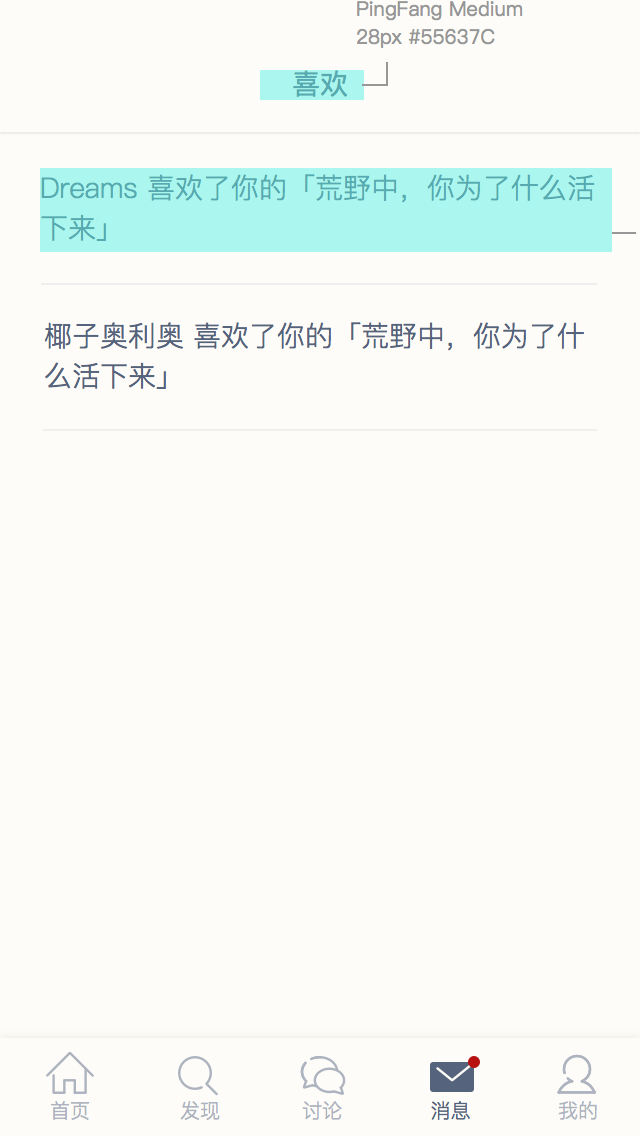 PingFang Medium
28px #55637C
喜欢
Dreams 喜欢了你的「荒野中，你为了什么活
下来」
椰子奥利奥 喜欢了你的「荒野中，你为了什
么活下来」
首页
发现
讨论
消息
我的